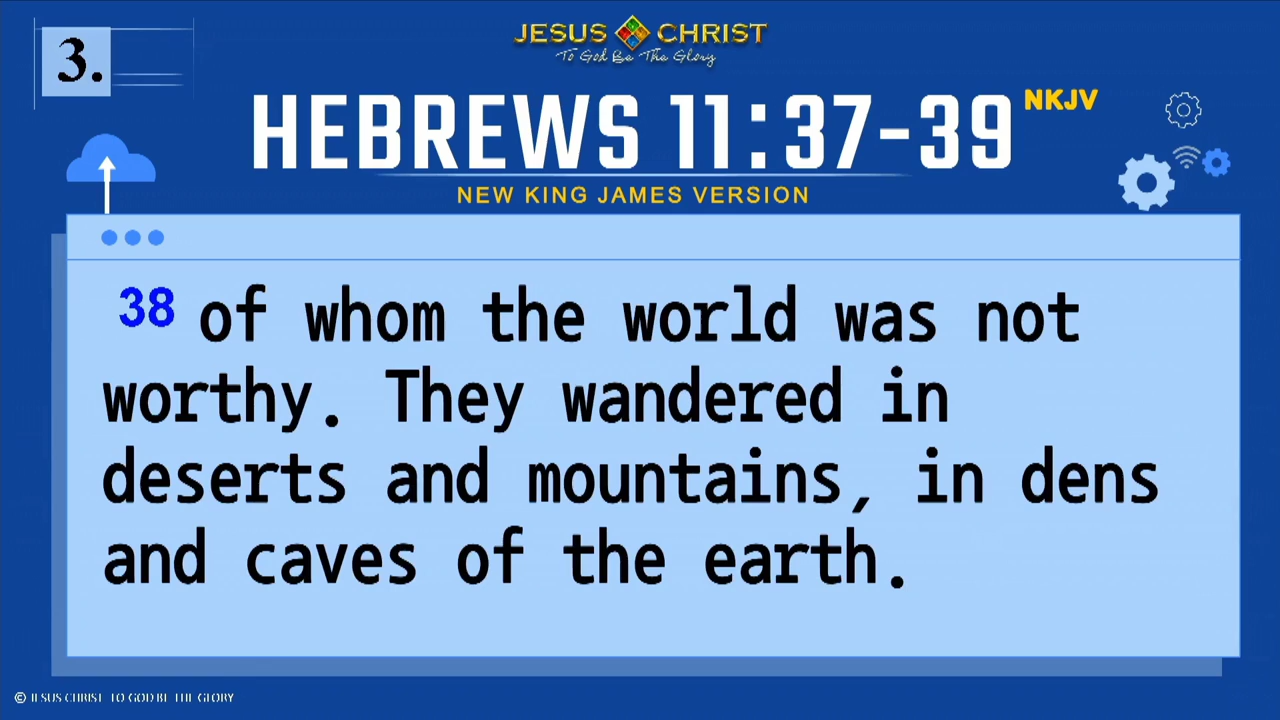 3.
JESUS CHRIST
To God Be The Glory
HEBREWS 11:37-39 NKJV
NEW KING JAMES VERSION
38 of whom the world was not
worthy. They wandered in
deserts and mountains, in dens
and caves of the earth.
© JESUS CHRIST TO GOD BE THE GLORY